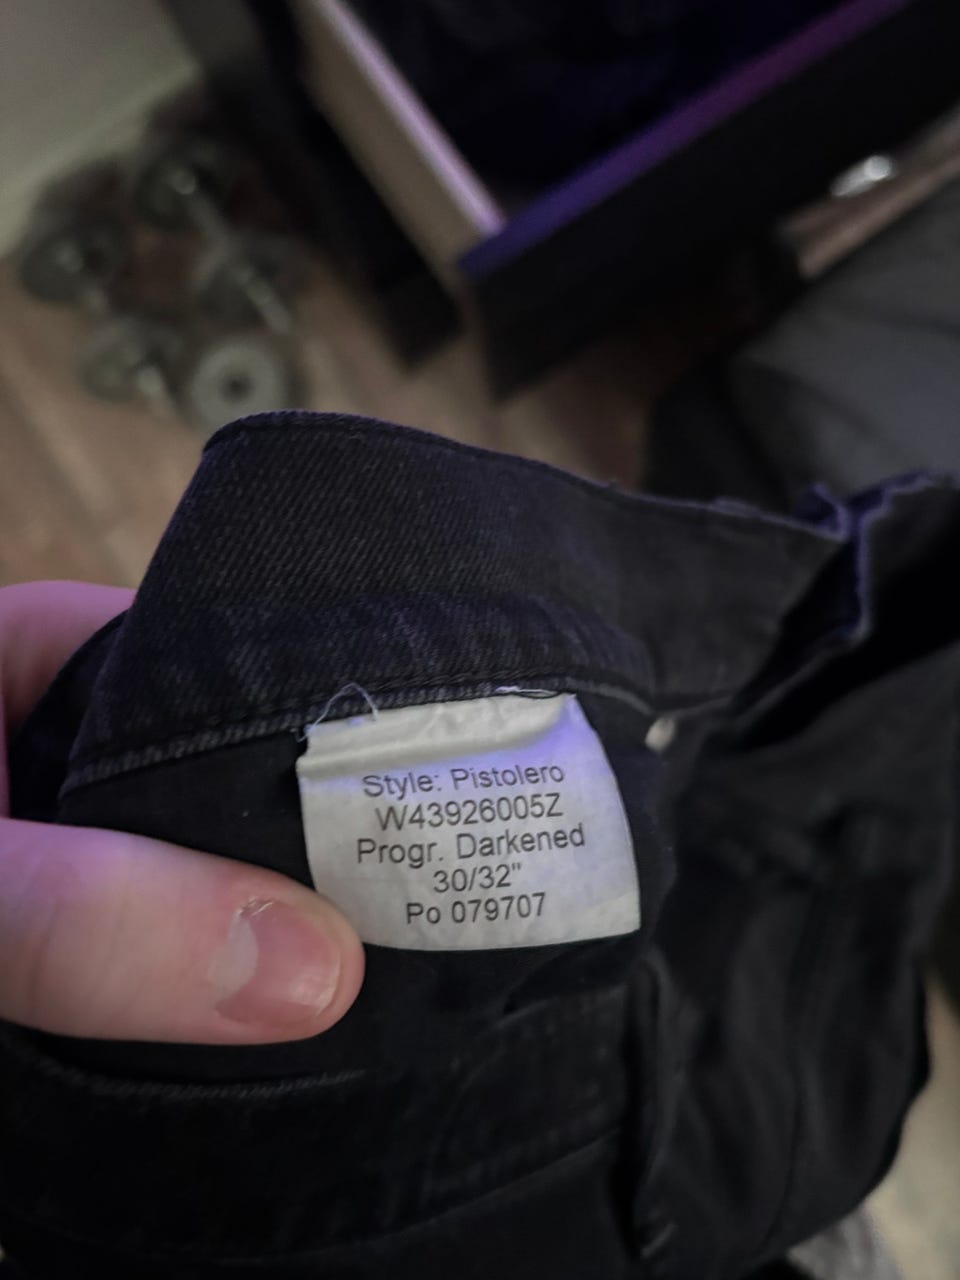 Style: Pistolero
W43926005Z
Progr. Darkened
30/32"
Po 079707